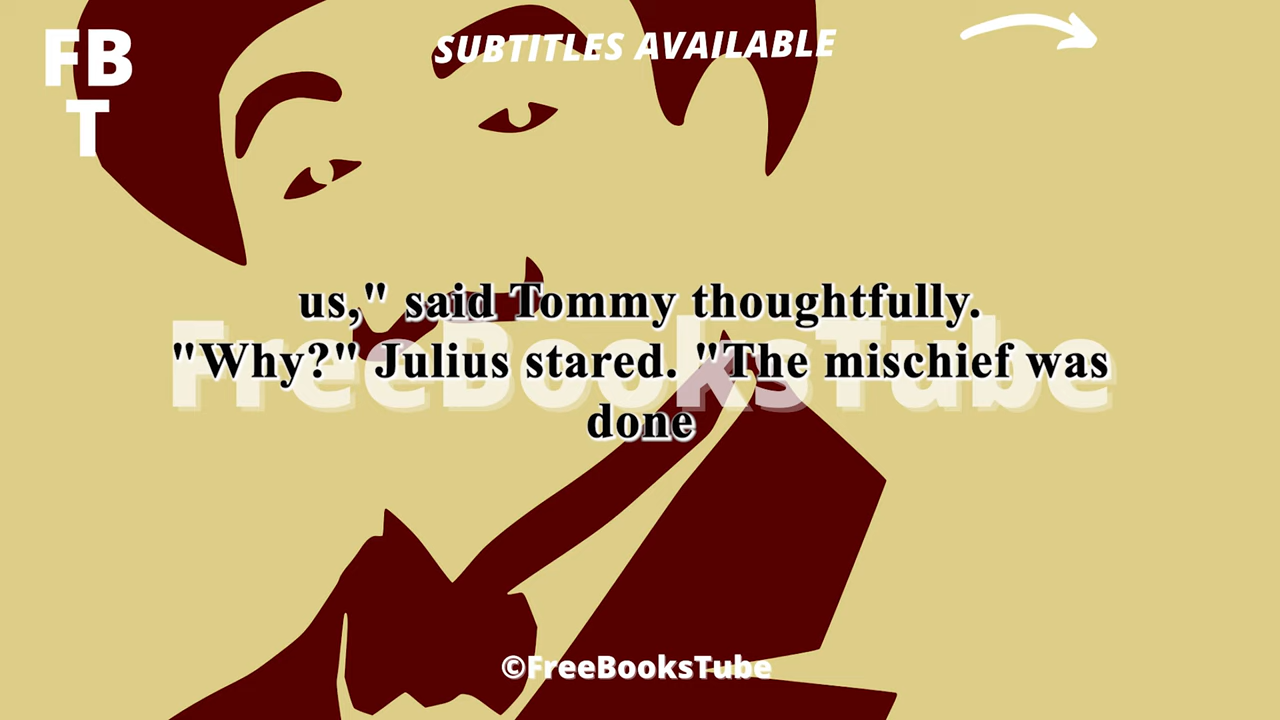 FB
T
SUBTITLES AVAILABLE
us," said Tommy thoughtfully.
"Why?" Julius stared. "The mischief was
done
FreeBooksTube
©FreeBooksTube